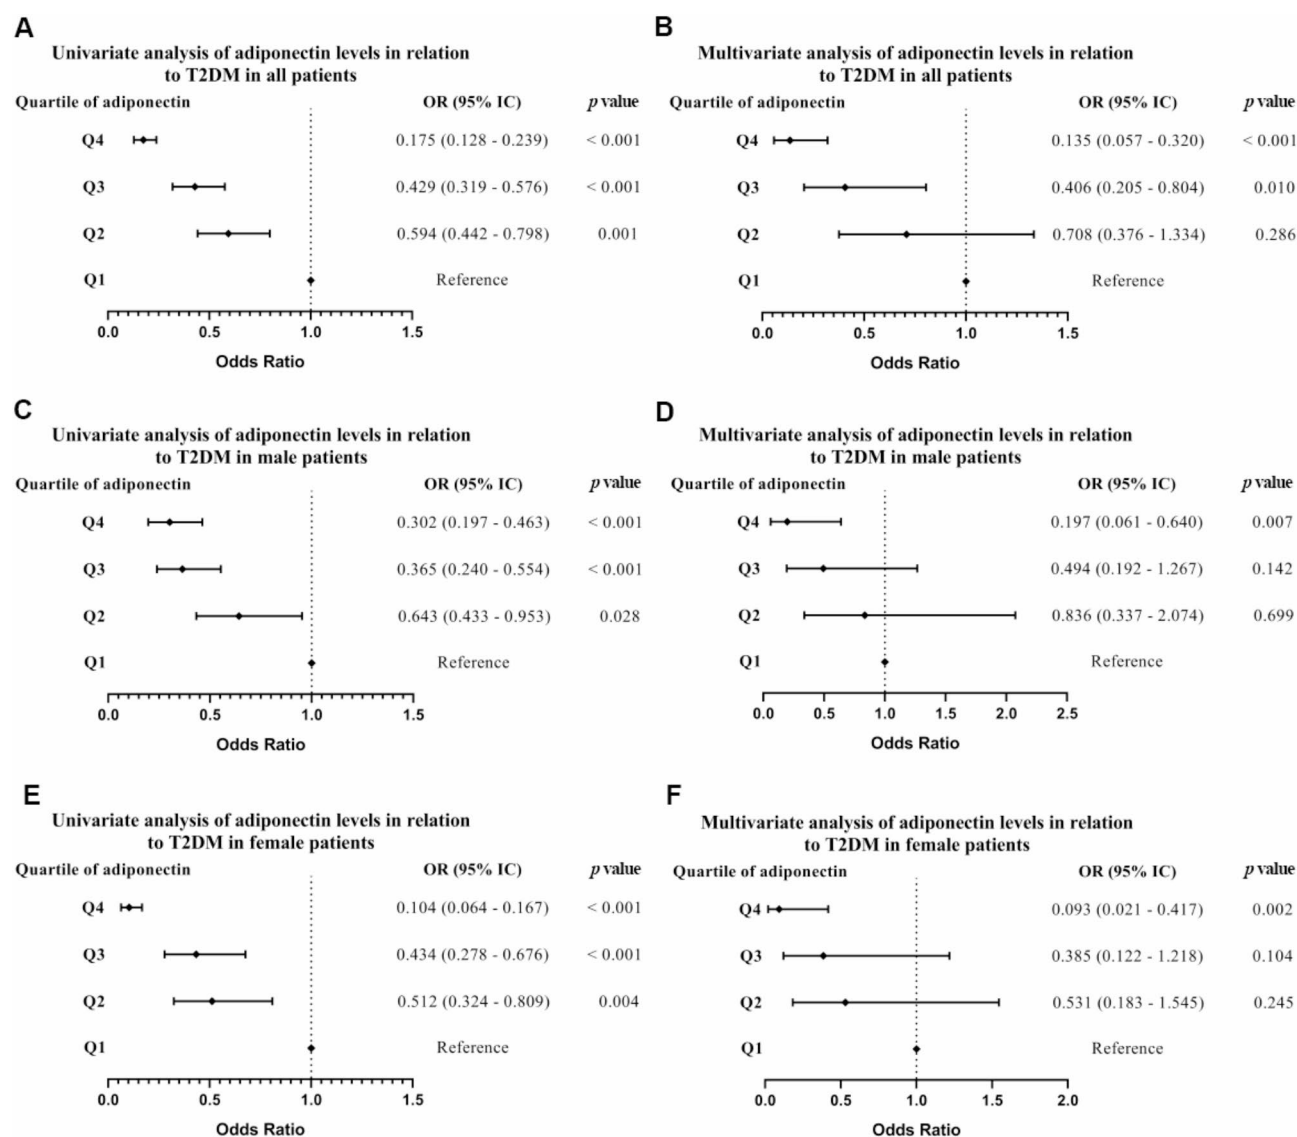 A
Univariate analysis of adiponectin levels in relation
to T2DM in all patients
Quartile of adiponectin OR (95% IC) p value
Q4 0.175 (0.128 - 0.239) < 0.001
Q3 0.429 (0.319 - 0.576) < 0.001
Q2 0.594 (0.442 - 0.798) 0.001
Q1 Reference
0.0 0.5 1.0 1.5
Odds Ratio
B
Multivariate analysis of adiponectin levels in relation
to T2DM in all patients
Quartile of adiponectin OR (95% IC) p value
Q4 0.135 (0.057 - 0.320) < 0.001
Q3 0.406 (0.205 - 0.804) 0.010
Q2 0.708 (0.376 - 1.334) 0.286
Q1 Reference
0.0 0.5 1.0 1.5
Odds Ratio
C
Univariate analysis of adiponectin levels in relation
to T2DM in male patients
Quartile of adiponectin OR (95% IC) p value
Q4 0.302 (0.197 - 0.463) < 0.001
Q3 0.365 (0.240 - 0.554) < 0.001
Q2 0.643 (0.433 - 0.953) 0.028
Q1 Reference
0.0 0.5 1.0 1.5
Odds Ratio
D
Multivariate analysis of adiponectin levels in relation
to T2DM in male patients
Quartile of adiponectin OR (95% IC) p value
Q4 0.197 (0.061 - 0.640) 0.007
Q3 0.494 (0.192 - 1.267) 0.142
Q2 0.836 (0.337 - 2.074) 0.699
Q1 Reference
0.0 0.5 1.0 1.5 2.0 2.5
Odds Ratio
E
Univariate analysis of adiponectin levels in relation
to T2DM in female patients
Quartile of adiponectin OR (95% IC) p value
Q4 0.104 (0.064 - 0.167) < 0.001
Q3 0.434 (0.278 - 0.676) < 0.001
Q2 0.512 (0.324 - 0.809) 0.004
Q1 Reference
0.0 0.5 1.0 1.5
Odds Ratio
F
Multivariate analysis of adiponectin levels in relation
to T2DM in female patients
Quartile of adiponectin OR (95% IC) p value
Q4 0.093 (0.021 - 0.417) 0.002
Q3 0.385 (0.122 - 1.218) 0.104
Q2 0.531 (0.183 - 1.545) 0.245
Q1 Reference
0.0 0.5 1.0 1.5 2.0
Odds Ratio